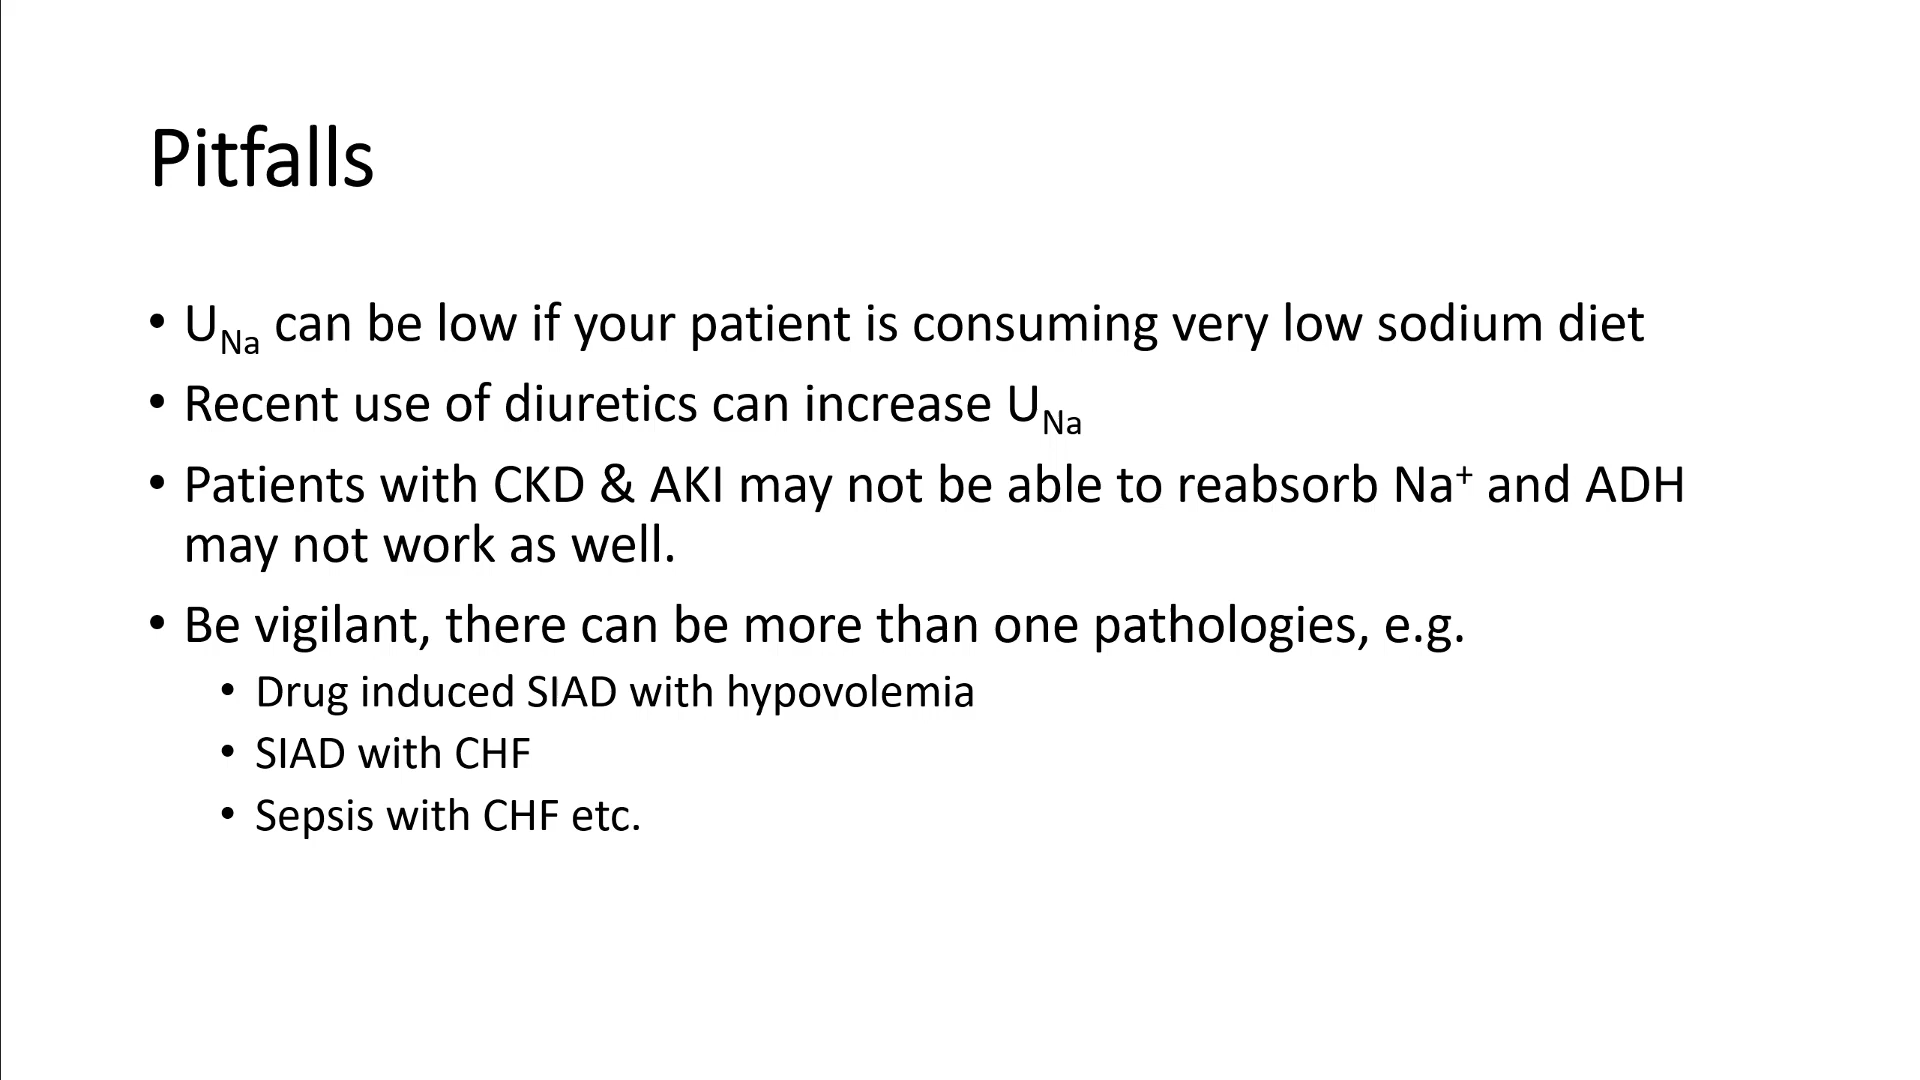 Pitfalls
• U_Na can be low if your patient is consuming very low sodium diet
• Recent use of diuretics can increase U_Na
• Patients with CKD & AKI may not be able to reabsorb Na⁺ and ADH
may not work as well.
• Be vigilant, there can be more than one pathologies, e.g.
• Drug induced SIAD with hypovolemia
• SIAD with CHF
• Sepsis with CHF etc.